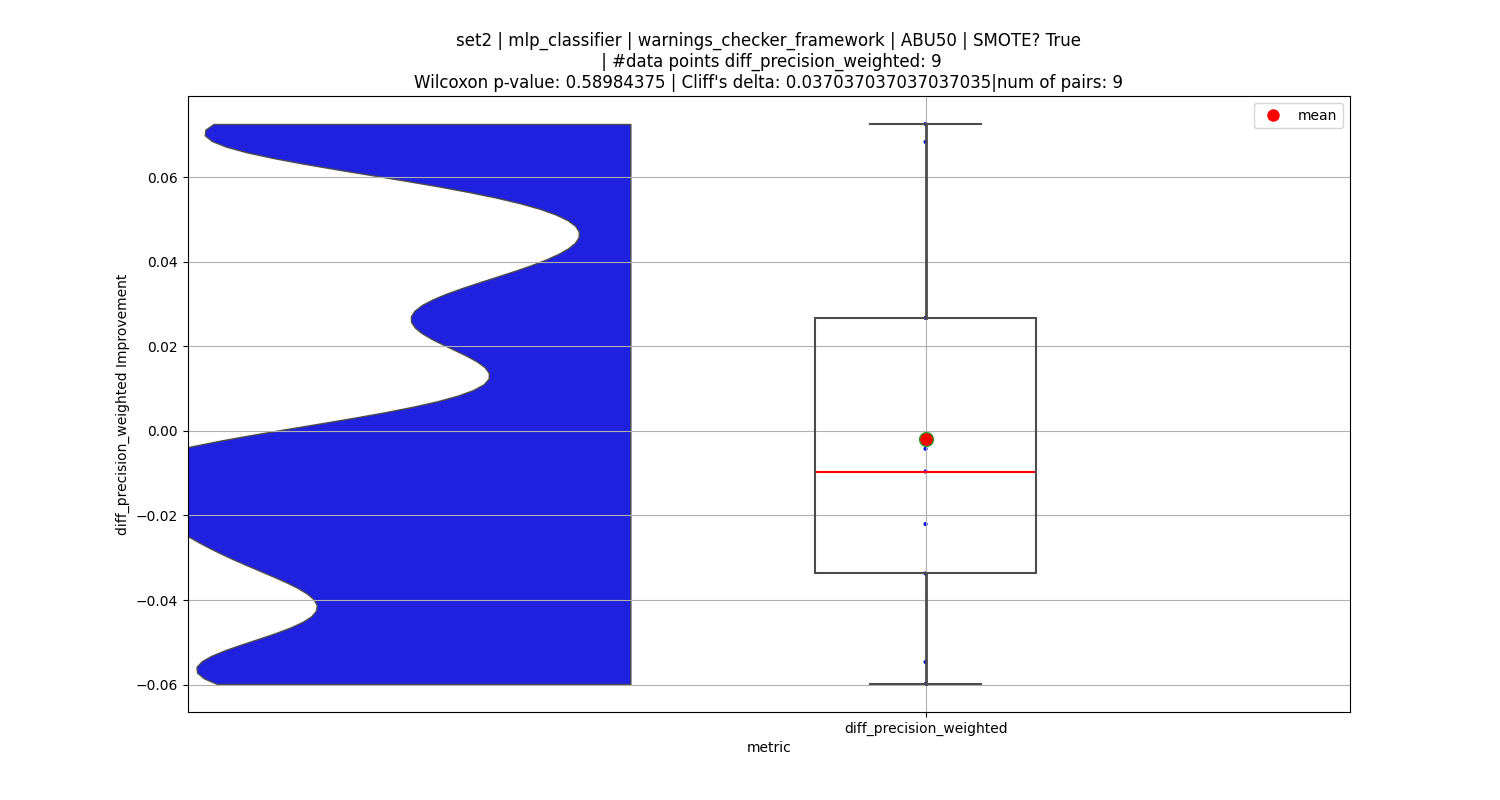 set2 | mlp_classifier | warnings_checker_framework | ABU50 | SMOTE? True
| #data points diff_precision_weighted: 9
Wilcoxon p-value: 0.58984375 | Cliff's delta: 0.037037037037037035|num of pairs: 9
mean
diff_precision_weighted Improvement
0.06
0.04
0.02
0.00
−0.02
−0.04
−0.06
diff_precision_weighted
metric